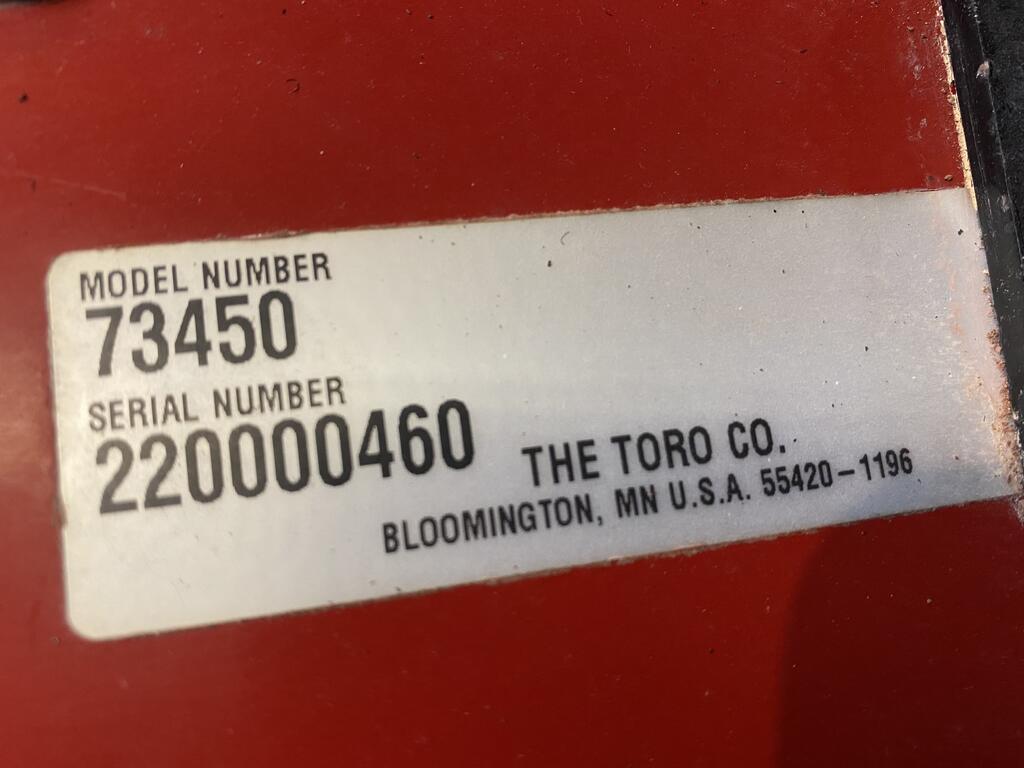 MODEL NUMBER
73450
SERIAL NUMBER
220000460
THE TORO CO.
BLOOMINGTON, MN U.S.A. 55420-1196